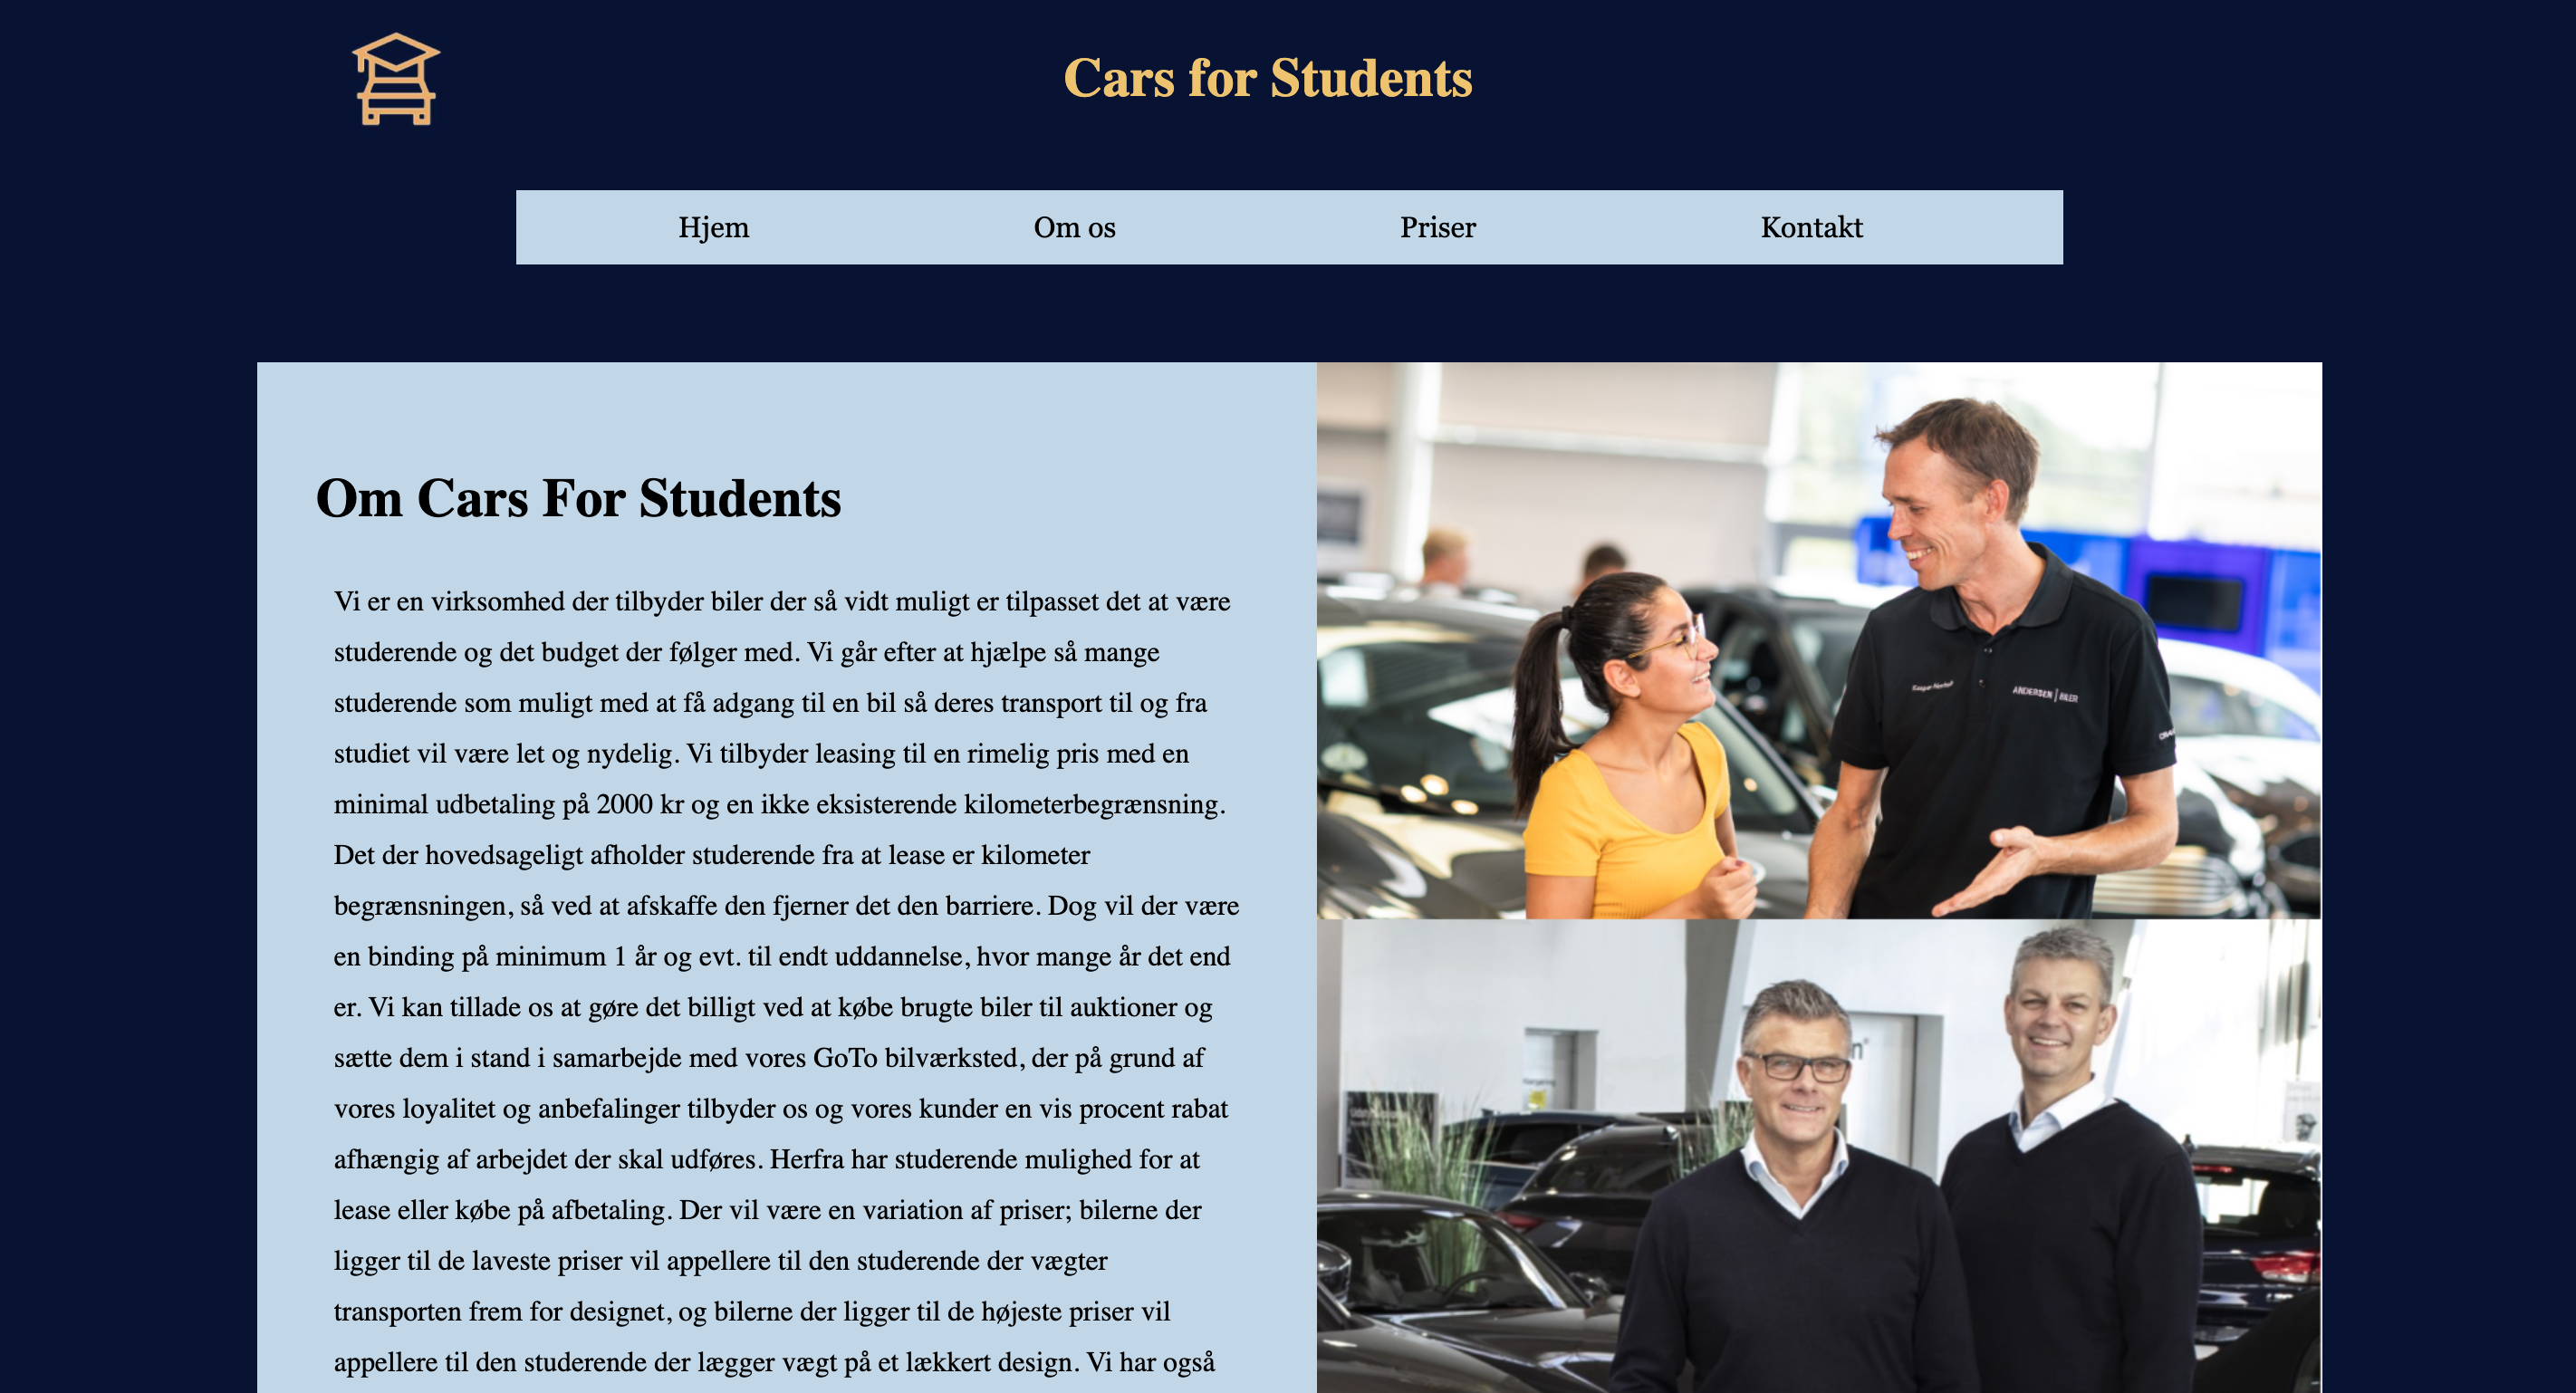 Cars for Students
Hjem
Om os
Priser
Kontakt
Om Cars For Students
Vi er en virksomhed der tilbyder biler der så vidt muligt er tilpasset det at være
studerende og det budget der følger med. Vi går efter at hjælpe så mange
studerende som muligt med at få adgang til en bil så deres transport til og fra
studiet vil være let og nydelig. Vi tilbyder leasing til en rimelig pris med en
minimal udbetaling på 2000 kr og en ikke eksisterende kilometerbegrænsning.
Det der hovedsageligt afholder studerende fra at lease er kilometer
begrænsningen, så ved at afskaffe den fjerner det den barriere. Dog vil der være
en binding på minimum 1 år og evt. til endt uddannelse, hvor mange år det end
er. Vi kan tillade os at gøre det billigt ved at købe brugte biler til auktioner og
sætte dem i stand i samarbejde med vores GoTo bilværksted, der på grund af
vores loyalitet og anbefalinger tilbyder os og vores kunder en vis procent rabat
afhængig af arbejdet der skal udføres. Herfra har studerende mulighed for at
lease eller købe på afbetaling. Der vil være en variation af priser; bilerne der
ligger til de laveste priser vil appellere til den studerende der vægter
transporten frem for designet, og bilerne der ligger til de højeste priser vil
appellere til den studerende der lægger vægt på et lækkert design. Vi har også
ANDERSEN | BILER